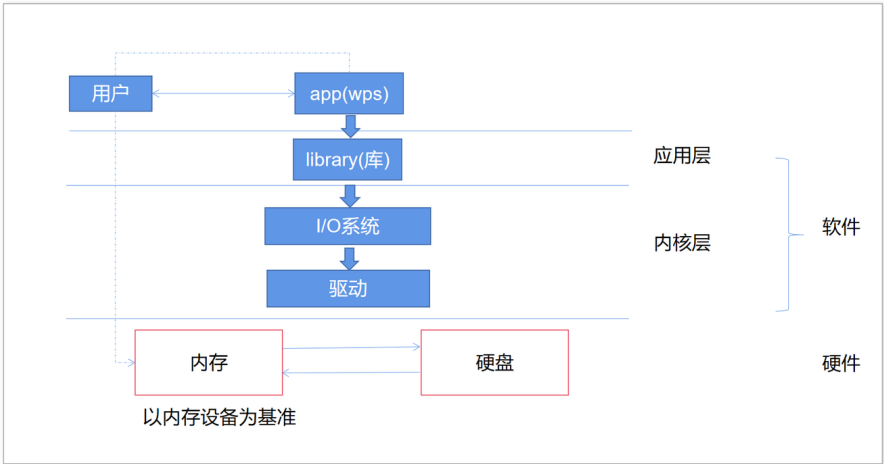 用户
app(wps)
library(库)
应用层
I/O系统
内核层
软件
驱动
内存
硬盘
硬件
以内存设备为基准